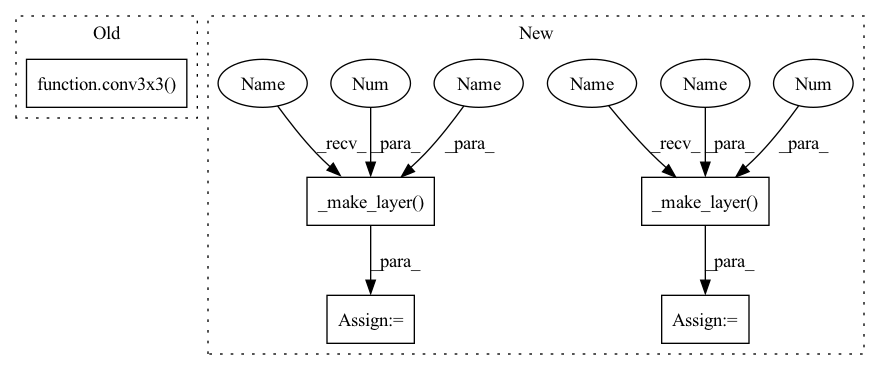 Old
New
function.conv3x3()
Name
Num
Name
Name
Name
Num
_recv_
_para_
_para_
_recv_
_para_
_para_
_make_layer()
_make_layer()
_para_
_para_
Assign:=
Assign:=